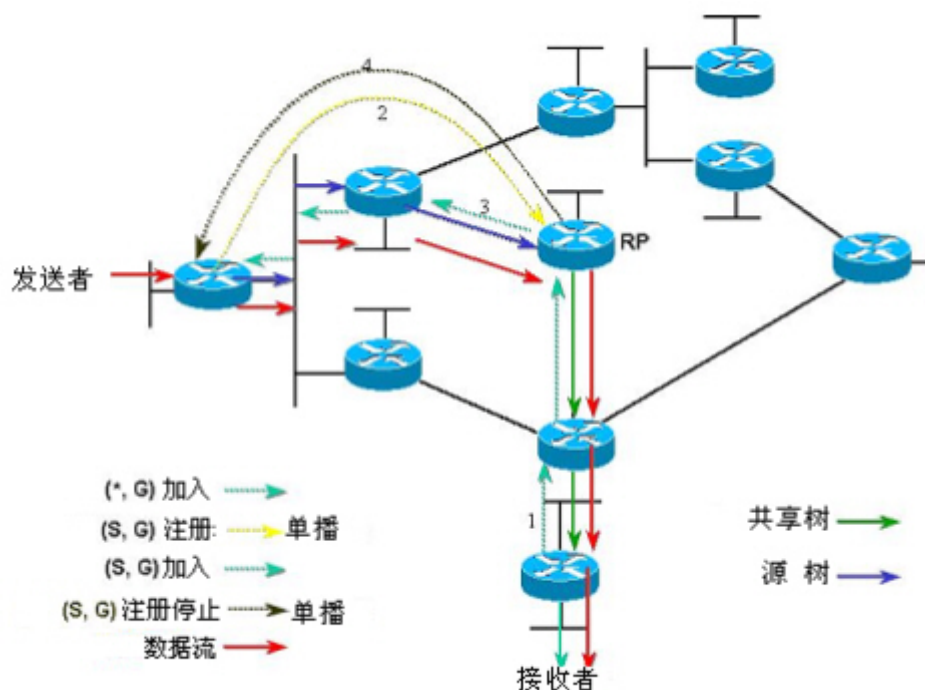 4
2
3
RP
发送者
1
(*, G) 加入
(S, G) 注册: 单播
(S, G) 加入
(S, G) 注册停止 单播
数据流
共享树
源 树
接收者